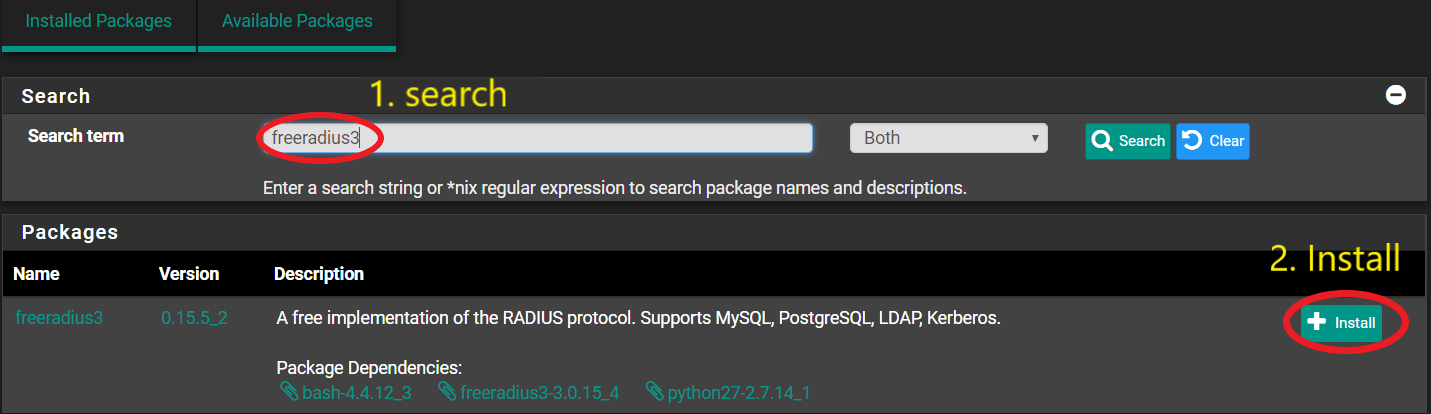 Installed Packages Available Packages
Search
1. search
Search term freeradius3 Both Search Clear
Enter a search string or *nix regular expression to search package names and descriptions.
Packages
2. Install
Name Version Description
freeradius3 0.15.5_2 A free implementation of the RADIUS protocol. Supports MySQL, PostgreSQL, LDAP, Kerberos. Install
Package Dependencies:
bash-4.4.12_3 freeradius3-3.0.15_4 python27-2.7.14_1